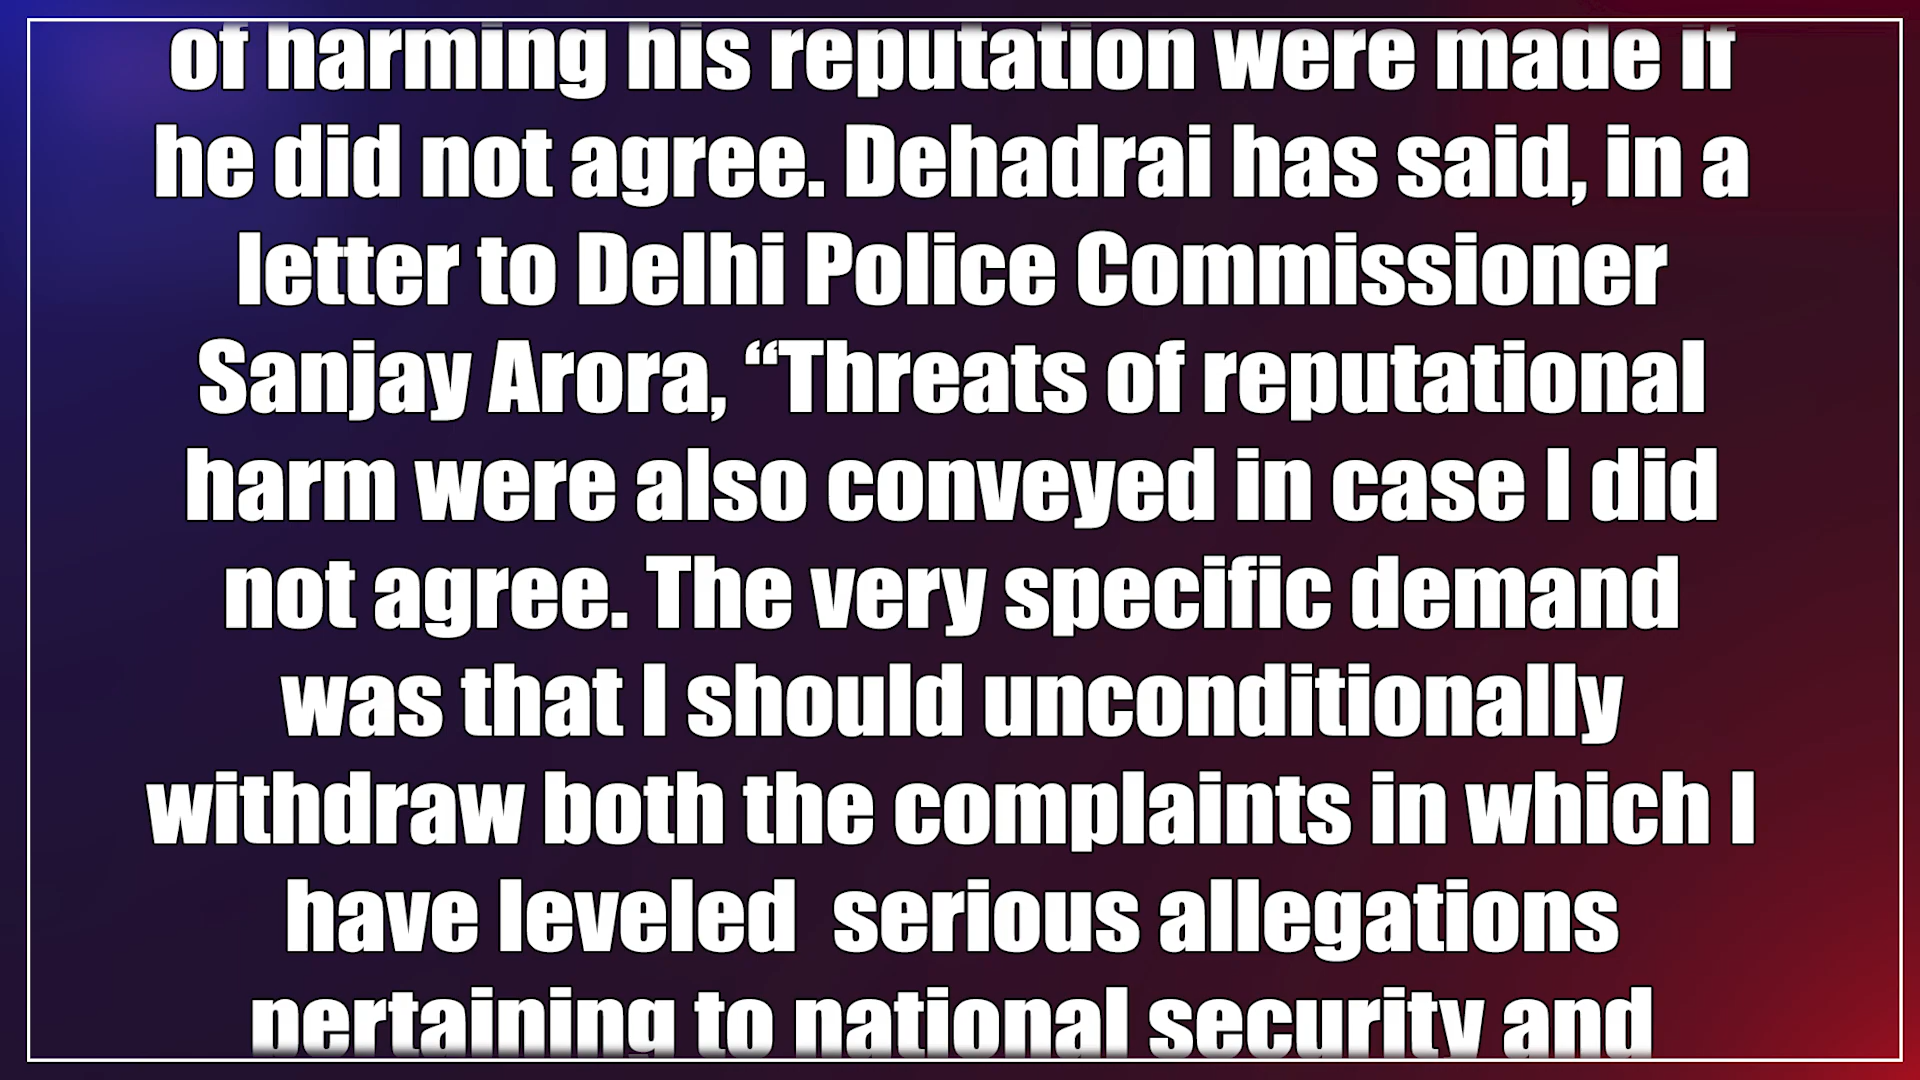 of harming his reputation were made if
he did not agree. Dehadrai has said, in a
letter to Delhi Police Commissioner
Sanjay Arora, “Threats of reputational
harm were also conveyed in case I did
not agree. The very specific demand
was that I should unconditionally
withdraw both the complaints in which I
have leveled  serious allegations
pertaining to national security and